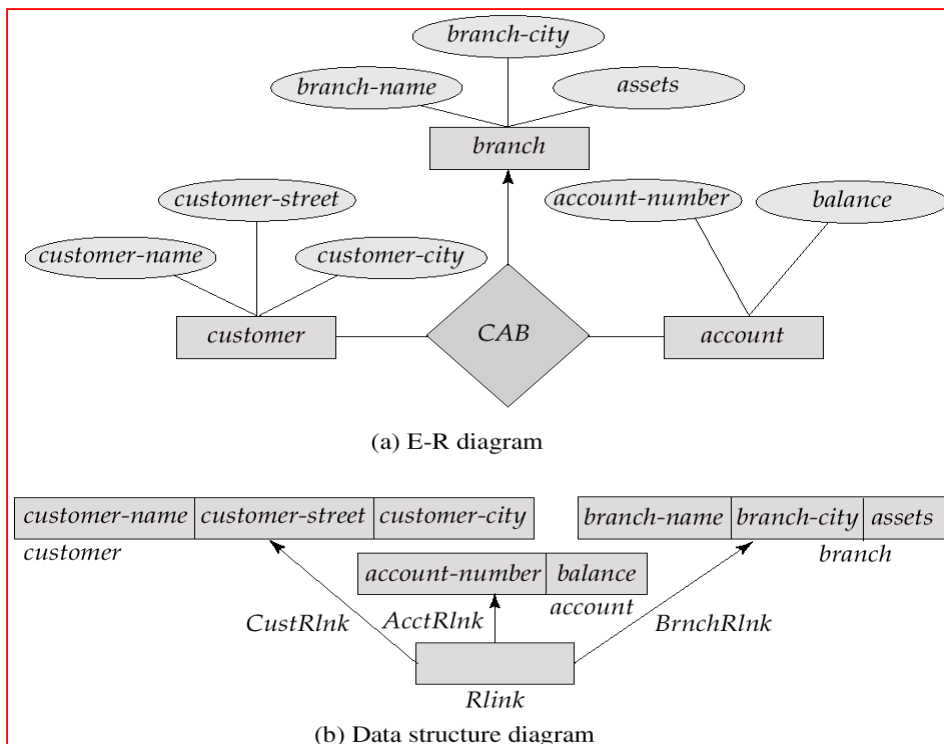 branch-city
branch-name
assets
branch
customer-street
account-number
balance
customer-name
customer-city
customer
CAB
account
(a) E-R diagram
customer-name customer-street customer-city
customer
branch-name branch-city assets
branch
account-number balance
account
CustRlnk
AcctRlnk
BrnchRlnk
Rlink
(b) Data structure diagram